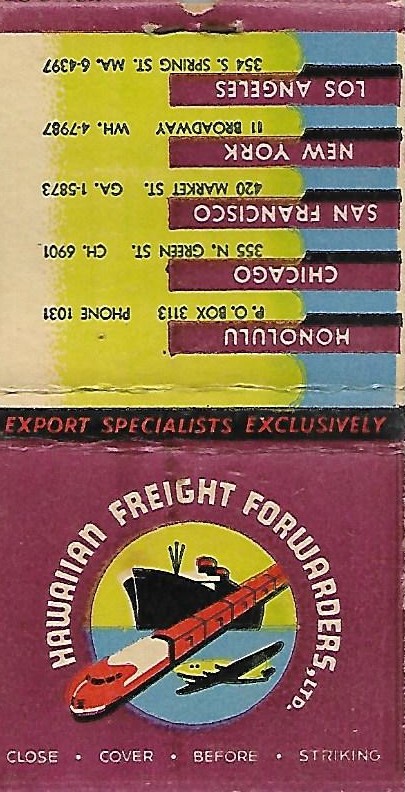 HONOLULU
P. O. BOX 3113 PHONE 1031
CHICAGO
355 N. GREEN ST. CH. 6901
SAN FRANCISCO
420 MARKET ST. GA. 1-5873
NEW YORK
11 BROADWAY WH. 4-7987
LOS ANGELES
354 S. SPRING ST. MA. 6-4397
EXPORT SPECIALISTS EXCLUSIVELY
HAWAIIAN FREIGHT FORWARDERS, LTD.
CLOSE • COVER • BEFORE • STRIKING